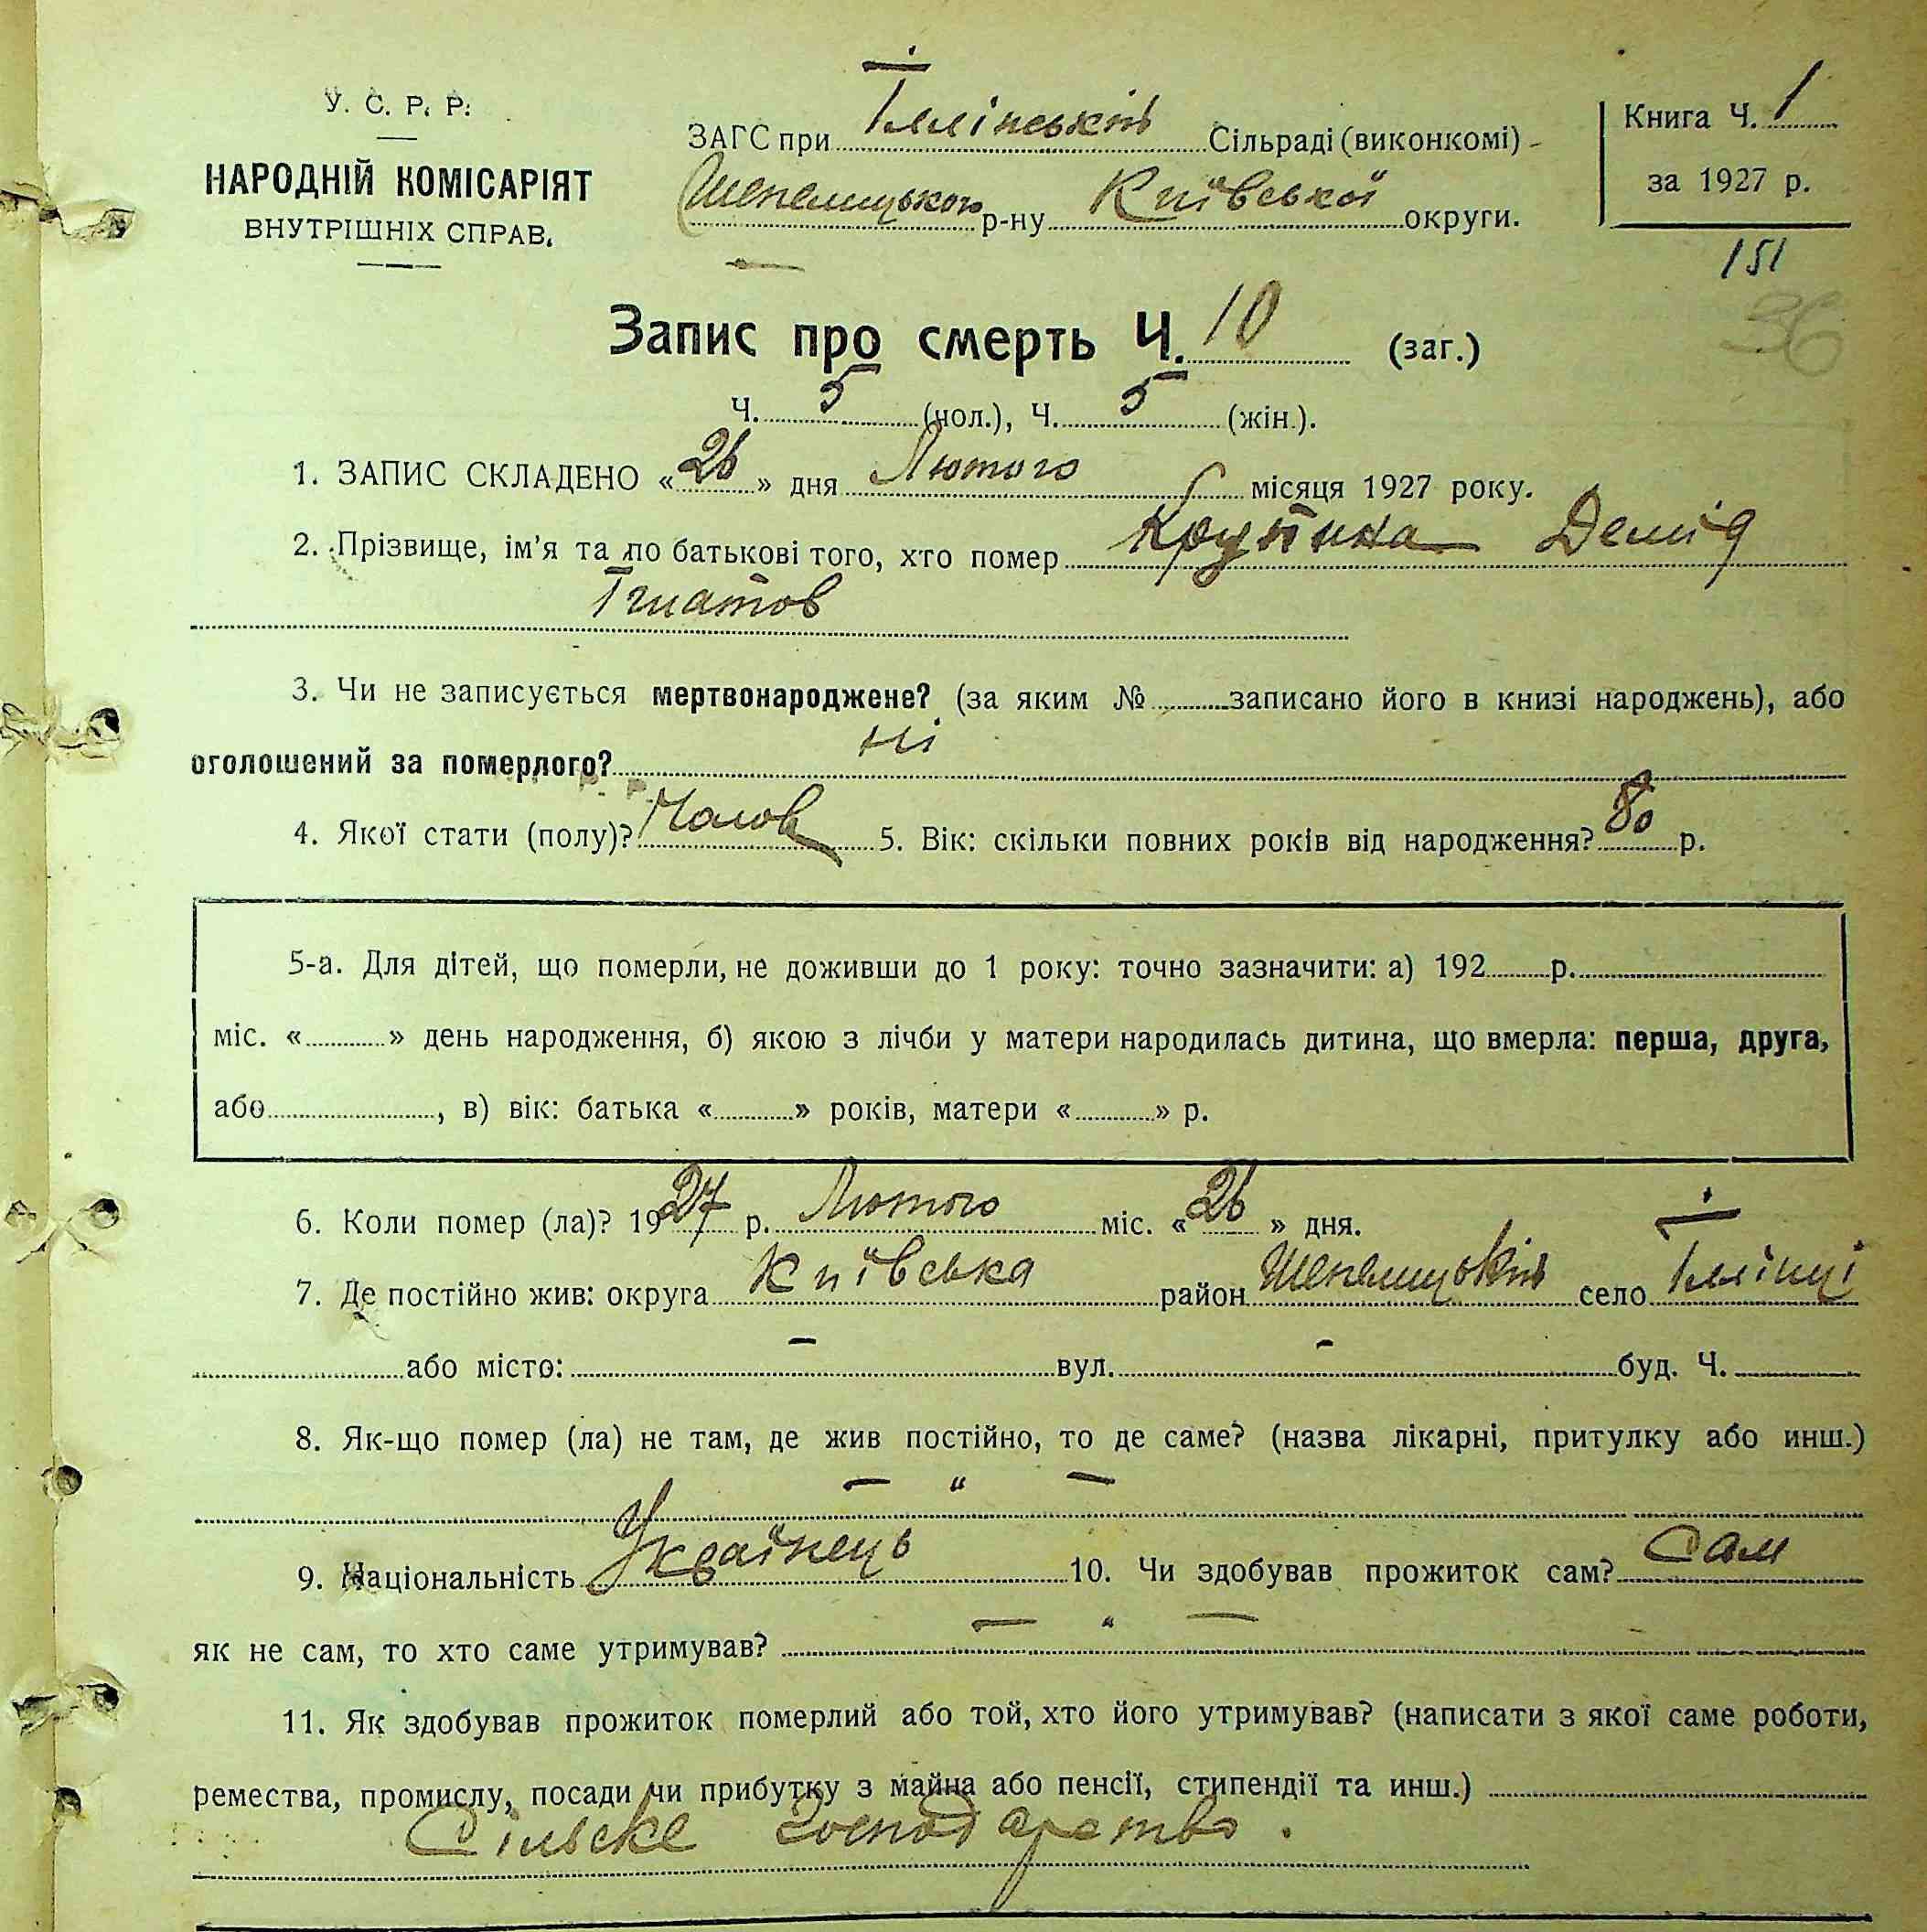 У. С. Р. Р.
НАРОДНІЙ КОМІСАРІЯТ
ВНУТРІШНІХ СПРАВ.
ЗАГС при Іллінській Сільраді (виконкомі)
Шепелицького р-ну Київської округи.
Книга Ч. 1
за 1927 р.
151
36
Запис про смерть Ч. 10 (заг.)
Ч. 5 (чол.), Ч. 5 (жін.).
1. ЗАПИС СКЛАДЕНО « 26 » дня Лютого місяця 1927 року.
2. Прізвище, ім'я та по батькові того, хто помер Крупика Демід
Ігнатов
3. Чи не записується мертвонароджене? (за яким № записано його в книзі народжень), або
оголошений за померлого? ні
4. Якої стати (полу)? Чолов 5. Вік: скільки повних років від народження? 80 р.
5-а. Для дітей, що померли, не доживши до 1 року: точно зазначити: а) 192 р.
міс. « » день народження, б) якою з лічби у матери народилась дитина, що вмерла: перша, друга,
або , в) вік: батька « » років, матери « » р.
6. Коли помер (ла)? 1927 р. Лютого міс. « 26 » дня.
7. Де постійно жив: округа Київська район Шепелицький село Іллінці
або місто: – вул. – буд. Ч.
8. Як-що помер (ла) не там, де жив постійно, то де саме? (назва лікарні, притулку або инш.)
— " —
9. Національність Українець 10. Чи здобував прожиток сам? Сам
як не сам, то хто саме утримував? — " —
11. Як здобував прожиток померлий або той, хто його утримував? (написати з якої саме роботи,
ремества, промислу, посади чи прибутку з майна або пенсії, стипендії та инш.)
Сільске господарство.